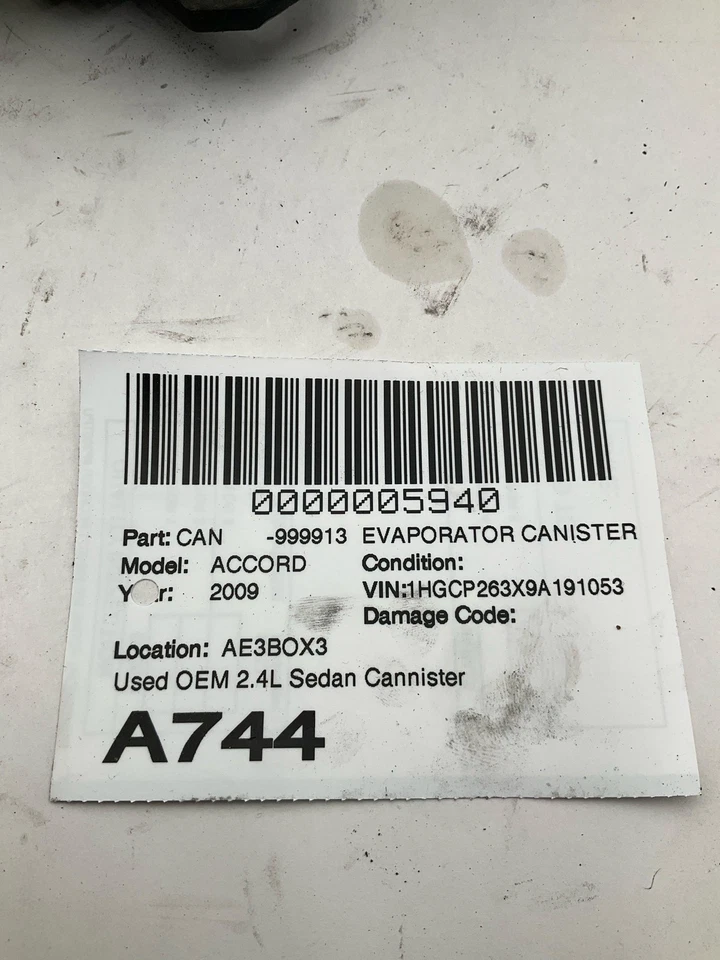 0000005940
Part: CAN -999913 EVAPORATOR CANISTER
Model: ACCORD Condition:
Y r: 2009 VIN:1HGCP263X9A191053
Damage Code:
Location: AE3BOX3
Used OEM 2.4L Sedan Cannister
A744